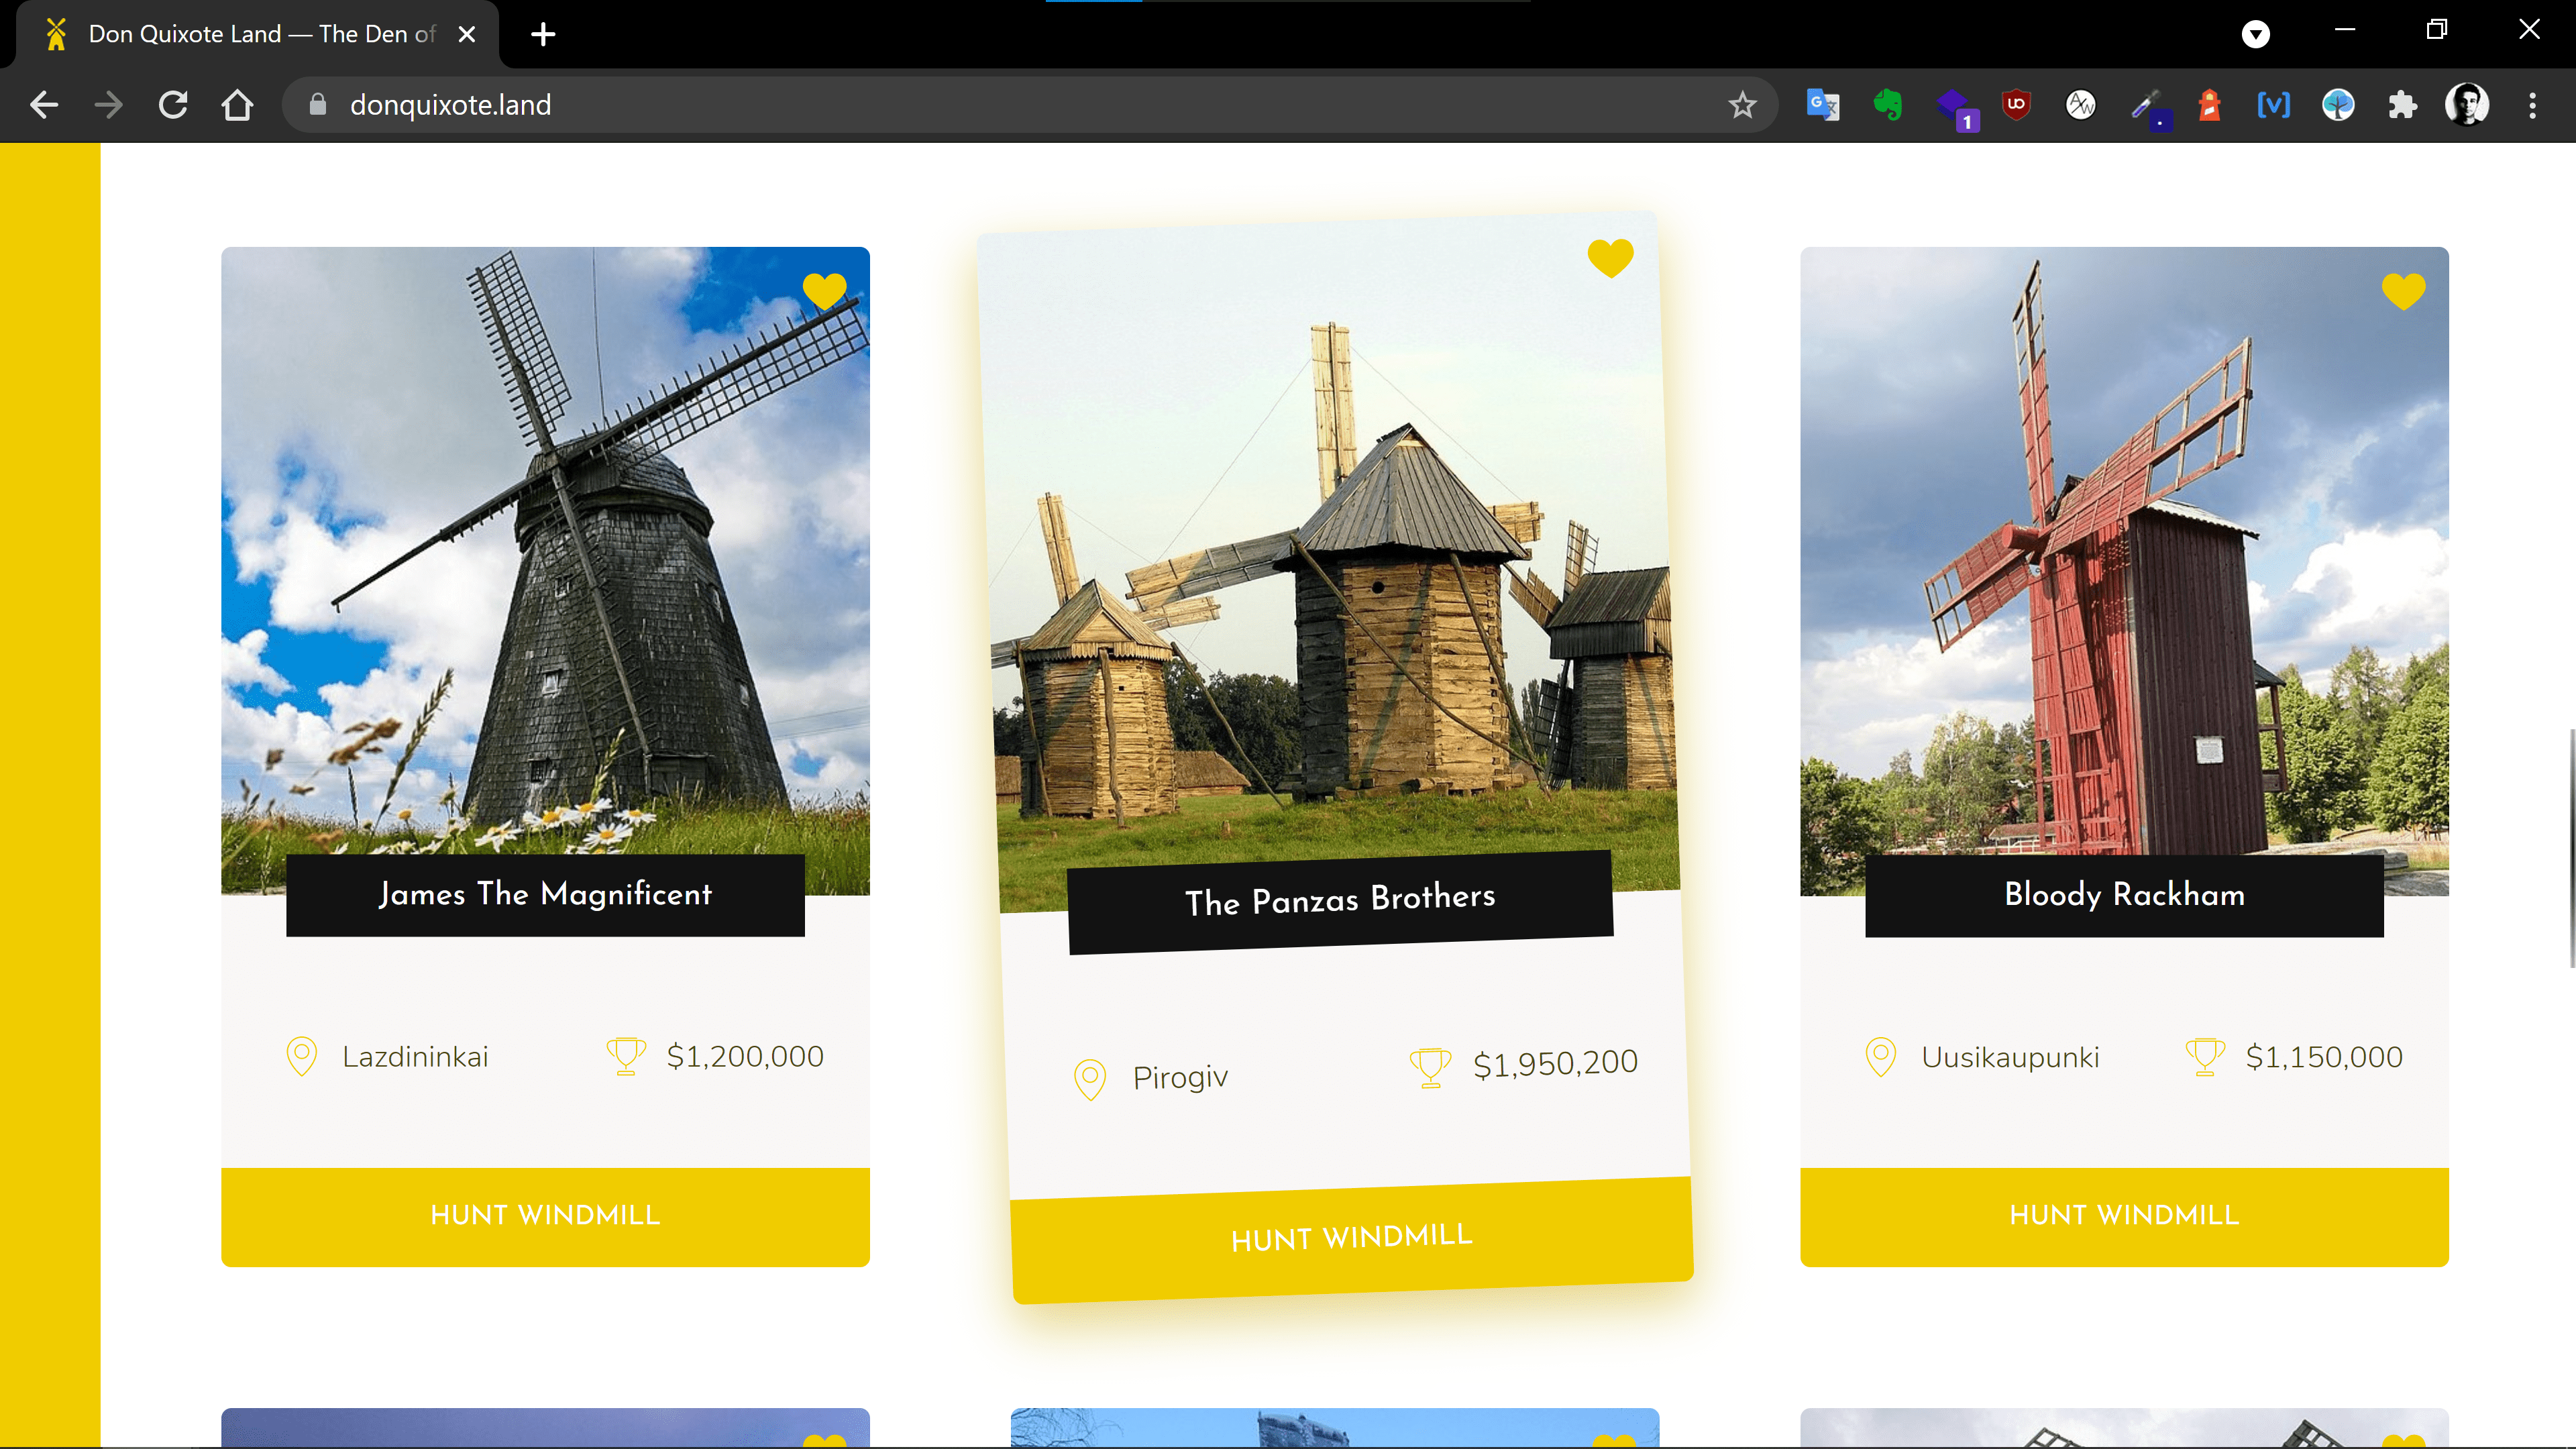 Don Quixote Land — The Den of
donquixote.land
1
James The Magnificent
Lazdininkai
$1,200,000
HUNT WINDMILL
The Panzas Brothers
Pirogiv
$1,950,200
HUNT WINDMILL
Bloody Rackham
Uusikaupunki
$1,150,000
HUNT WINDMILL